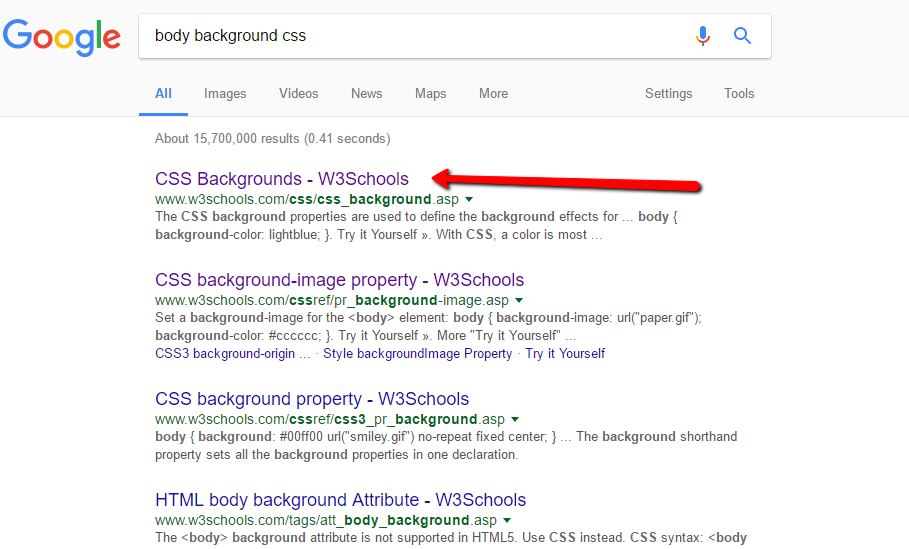 Google
body background css
All Images Videos News Maps More Settings Tools
About 15,700,000 results (0.41 seconds)
CSS Backgrounds - W3Schools
www.w3schools.com/css/css_background.asp
The CSS background properties are used to define the background effects for ... body {
background-color: lightblue; }. Try it Yourself ». With CSS, a color is most ...
CSS background-image property - W3Schools
www.w3schools.com/cssref/pr_background-image.asp
Set a background-image for the <body> element: body { background-image: url("paper.gif");
background-color: #cccccc; }. Try it Yourself ». More "Try it Yourself" ...
CSS3 background-origin ... · Style backgroundImage Property · Try it Yourself
CSS background property - W3Schools
www.w3schools.com/cssref/css3_pr_background.asp
body { background: #00ff00 url("smiley.gif") no-repeat fixed center; } ... The background shorthand
property sets all the background properties in one declaration.
HTML body background Attribute - W3Schools
www.w3schools.com/tags/att_body_background.asp
The <body> background attribute is not supported in HTML5. Use CSS instead. CSS syntax: <body